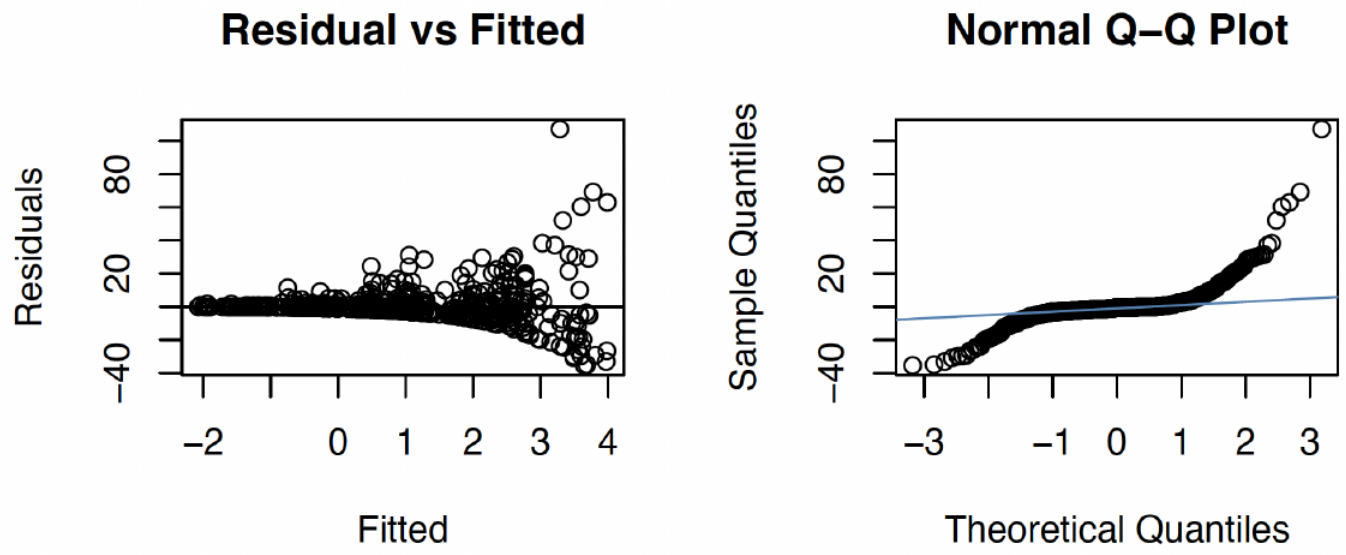 Residual vs Fitted
Residuals
80
20
−40
−2 0 1 2 3 4
Fitted
Normal Q−Q Plot
Sample Quantiles
80
20
−40
−3 −1 0 1 2 3
Theoretical Quantiles